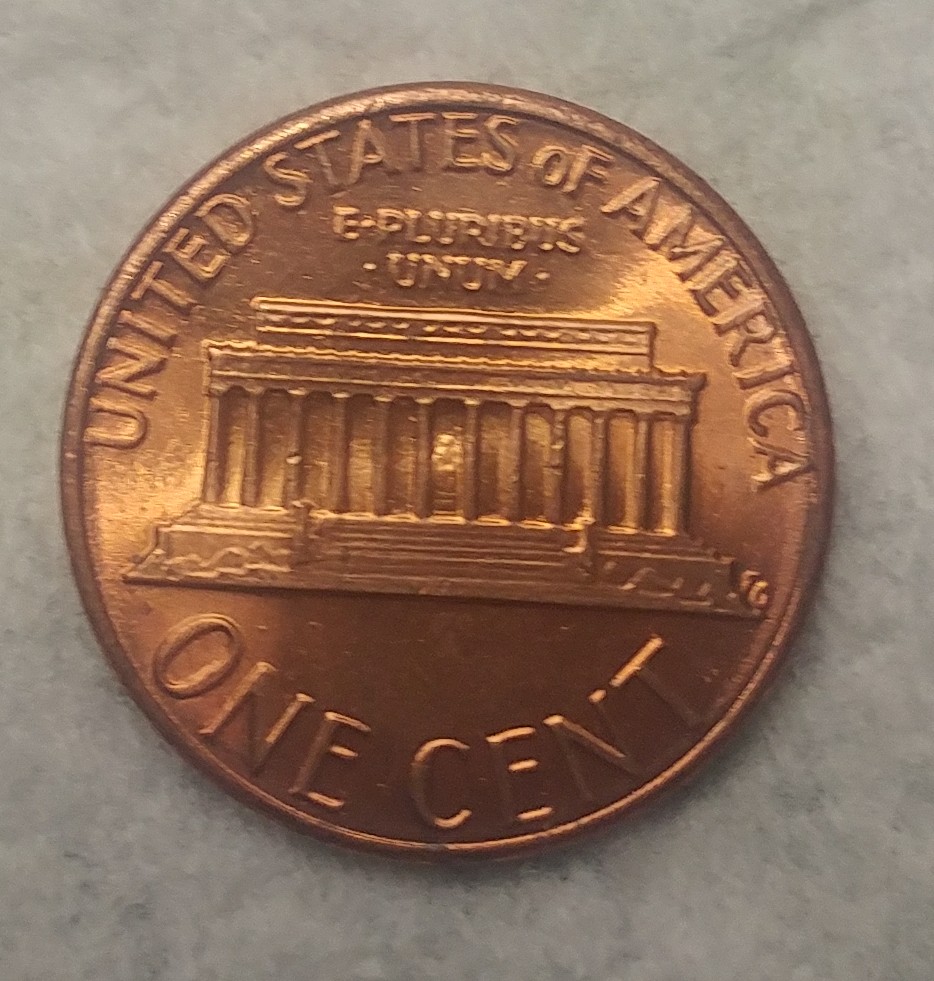 UNITED STATES OF AMERICA
E·PLURIBUS
·UNUM·
ONE CENT